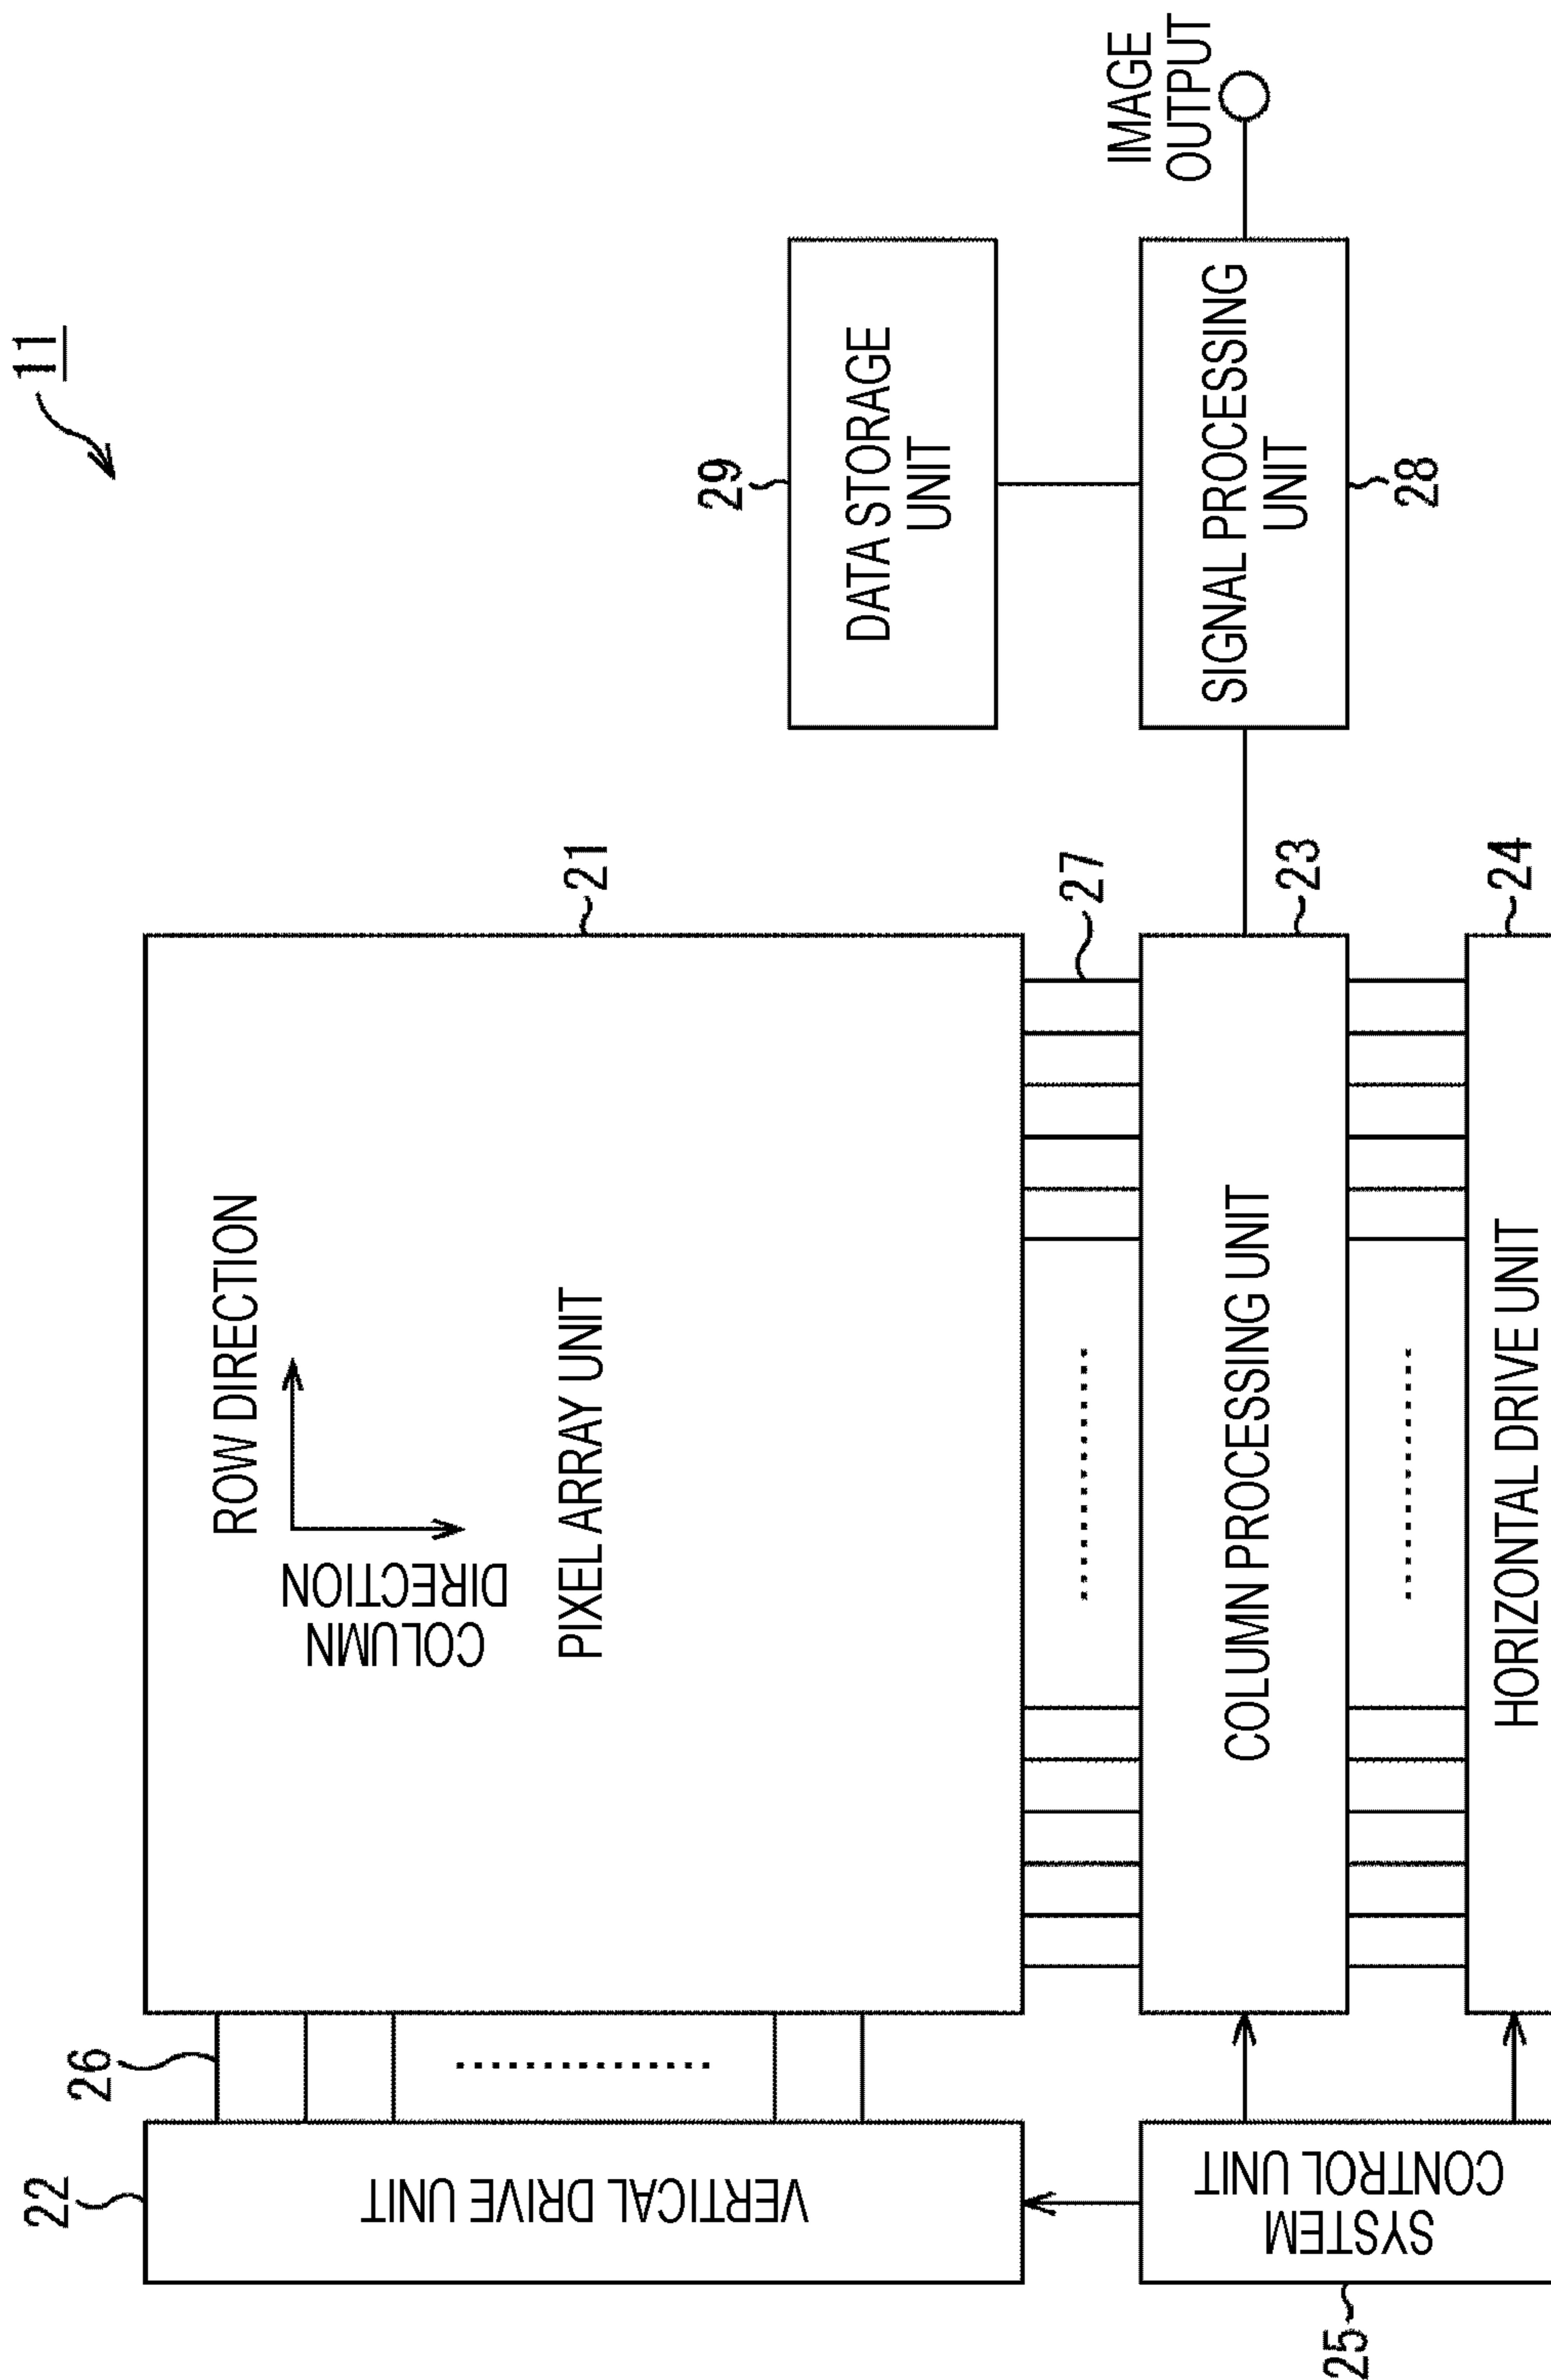 11
22
26
ROW DIRECTION
COLUMN
DIRECTION
PIXEL ARRAY UNIT
21
VERTICAL DRIVE UNIT
29
DATA STORAGE
UNIT
27
IMAGE
OUTPUT
25
SYSTEM
CONTROL UNIT
COLUMN PROCESSING UNIT
23
SIGNAL PROCESSING
UNIT
28
HORIZONTAL DRIVE UNIT
24